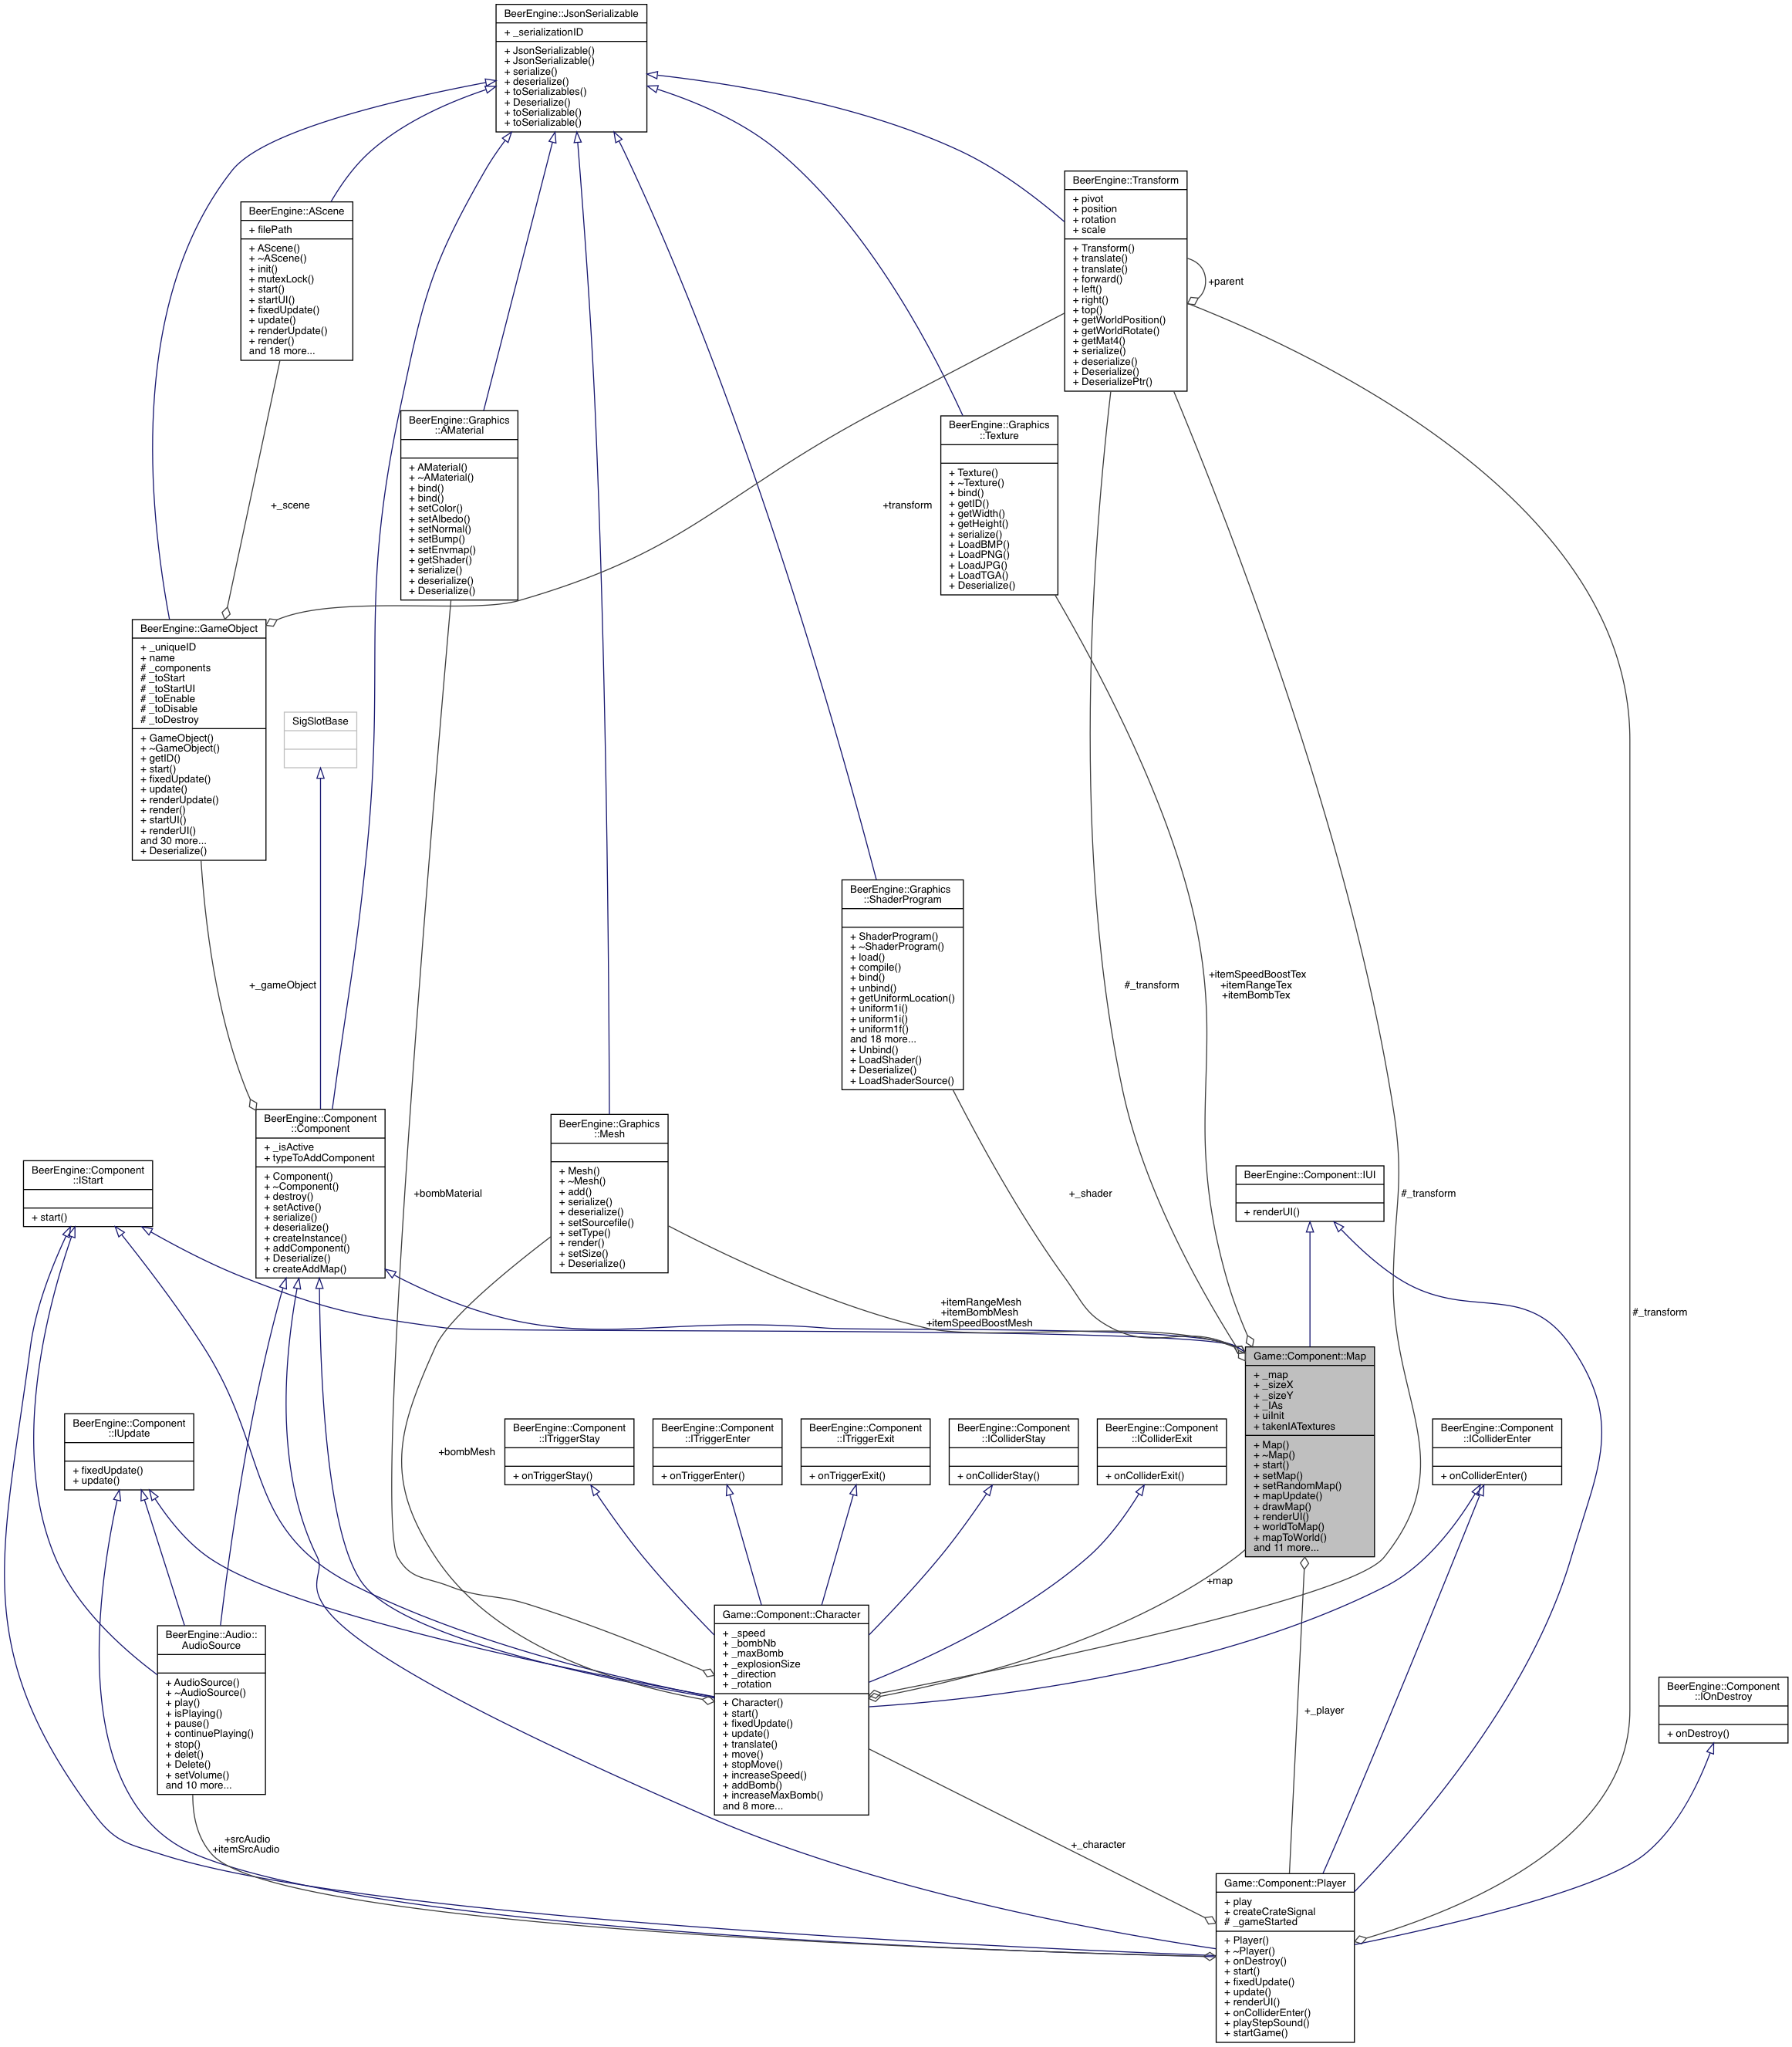 BeerEngine::JsonSerializable
+ _serializationID
+ JsonSerializable()
+ JsonSerializable()
+ serialize()
+ deserialize()
+ toSerializables()
+ Deserialize()
+ toSerializable()
+ toSerializable()
BeerEngine::Transform
+ pivot
+ position
+ rotation
+ scale
+ Transform()
+ translate()
+ translate()
+ forward()
+ left()
+ right()
+ top()
+ getWorldPosition()
+ getWorldRotate()
+ getMat4()
+ serialize()
+ deserialize()
+ Deserialize()
+ DeserializePtr()
+parent
BeerEngine::AScene
+ filePath
+ AScene()
+ ~AScene()
+ init()
+ mutexLock()
+ start()
+ startUI()
+ fixedUpdate()
+ update()
+ renderUpdate()
+ render()
and 18 more...
BeerEngine::Graphics
::AMaterial
+ AMaterial()
+ ~AMaterial()
+ bind()
+ bind()
+ setColor()
+ setAlbedo()
+ setNormal()
+ setBump()
+ setEnvmap()
+ getShader()
+ serialize()
+ deserialize()
+ Deserialize()
BeerEngine::Graphics
::Texture
+ Texture()
+ ~Texture()
+ bind()
+ getID()
+ getWidth()
+ getHeight()
+ serialize()
+ LoadBMP()
+ LoadPNG()
+ LoadJPG()
+ LoadTGA()
+ Deserialize()
+_scene
+transform
BeerEngine::GameObject
+ _uniqueID
+ name
# _components
# _toStart
# _toStartUI
# _toEnable
# _toDisable
# _toDestroy
+ GameObject()
+ ~GameObject()
+ getID()
+ start()
+ fixedUpdate()
+ update()
+ renderUpdate()
+ render()
+ startUI()
+ renderUI()
and 30 more...
+ Deserialize()
SigSlotBase
BeerEngine::Graphics
::ShaderProgram
+ ShaderProgram()
+ ~ShaderProgram()
+ load()
+ compile()
+ bind()
+ unbind()
+ getUniformLocation()
+ uniform1i()
+ uniform1i()
+ uniform1f()
and 18 more...
+ Unbind()
+ LoadShader()
+ Deserialize()
+ LoadShaderSource()
+_gameObject
#_transform
+itemSpeedBoostTex
+itemRangeTex
+itemBombTex
BeerEngine::Component
::Component
+ _isActive
+ typeToAddComponent
+ Component()
+ ~Component()
+ destroy()
+ setActive()
+ serialize()
+ deserialize()
+ createInstance()
+ addComponent()
+ Deserialize()
+ createAddMap()
BeerEngine::Graphics
::Mesh
+ Mesh()
+ ~Mesh()
+ add()
+ serialize()
+ deserialize()
+ setSourcefile()
+ setType()
+ render()
+ setSize()
+ Deserialize()
BeerEngine::Component
::IStart
+ start()
+bombMaterial
+_shader
BeerEngine::Component::IUI
+ renderUI()
#_transform
#_transform
+itemRangeMesh
+itemBombMesh
+itemSpeedBoostMesh
Game::Component::Map
+ _map
+ _sizeX
+ _sizeY
+ _IAs
+ uiInit
+ takenIATextures
+ Map()
+ ~Map()
+ start()
+ setMap()
+ setRandomMap()
+ mapUpdate()
+ drawMap()
+ renderUI()
+ worldToMap()
+ mapToWorld()
and 11 more...
BeerEngine::Component
::IUpdate
+ fixedUpdate()
+ update()
+bombMesh
BeerEngine::Component
::ITriggerStay
+ onTriggerStay()
BeerEngine::Component
::ITriggerEnter
+ onTriggerEnter()
BeerEngine::Component
::ITriggerExit
+ onTriggerExit()
BeerEngine::Component
::IColliderStay
+ onColliderStay()
BeerEngine::Component
::IColliderExit
+ onColliderExit()
BeerEngine::Component
::IColliderEnter
+ onColliderEnter()
+map
Game::Component::Character
+ _speed
+ _bombNb
+ _maxBomb
+ _explosionSize
+ _direction
+ _rotation
+ Character()
+ start()
+ fixedUpdate()
+ update()
+ translate()
+ move()
+ stopMove()
+ increaseSpeed()
+ addBomb()
+ increaseMaxBomb()
and 8 more...
BeerEngine::Audio::
AudioSource
+ AudioSource()
+ ~AudioSource()
+ play()
+ isPlaying()
+ pause()
+ continuePlaying()
+ stop()
+ delet()
+ Delete()
+ setVolume()
and 10 more...
+_player
BeerEngine::Component
::IOnDestroy
+ onDestroy()
+srcAudio
+itemSrcAudio
+_character
Game::Component::Player
+ play
+ createCrateSignal
# _gameStarted
+ Player()
+ ~Player()
+ onDestroy()
+ start()
+ fixedUpdate()
+ update()
+ renderUI()
+ onColliderEnter()
+ playStepSound()
+ startGame()